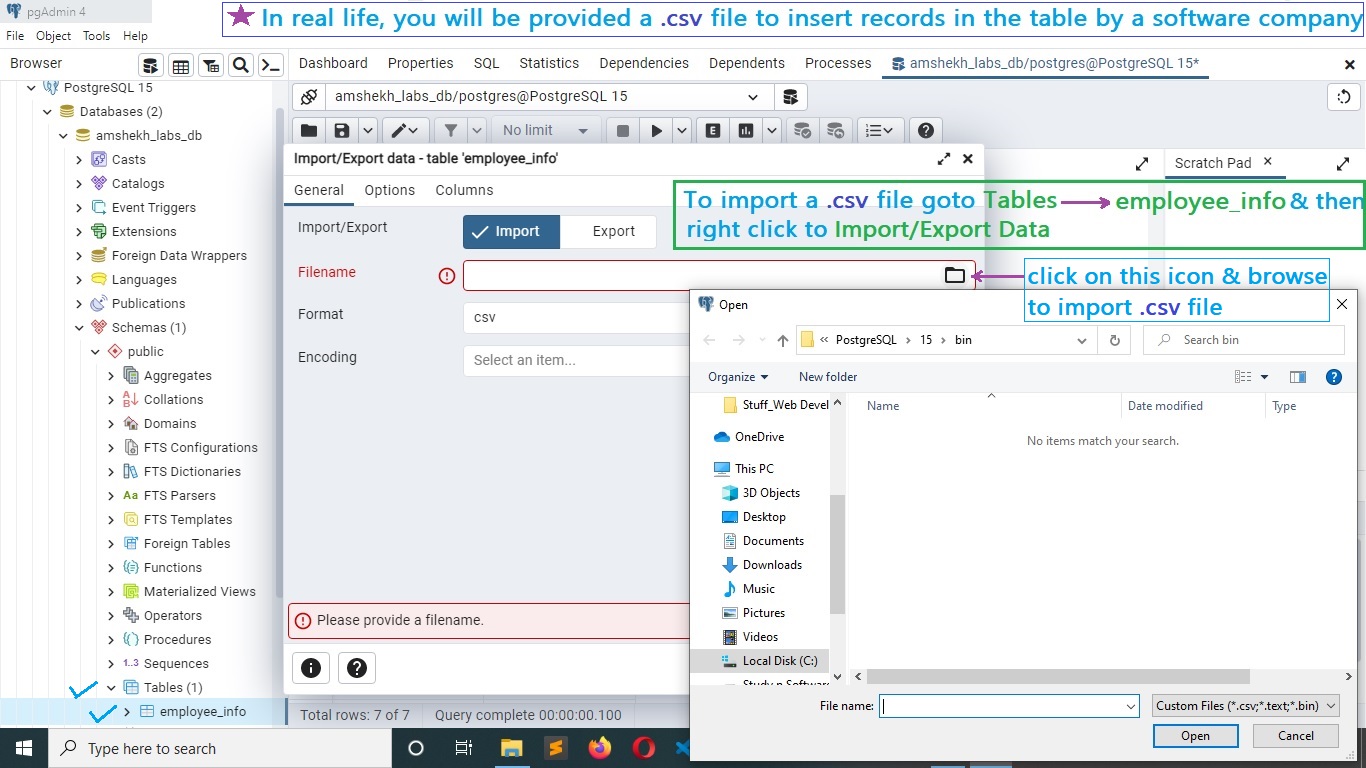 pgAdmin 4
★ In real life, you will be provided a .csv file to insert records in the table by a software company
File Object Tools Help
Browser
Dashboard Properties SQL Statistics Dependencies Dependents Processes amshekh_labs_db/postgres@PostgreSQL 15*
PostgreSQL 15
Databases (2)
amshekh_labs_db
Casts
Catalogs
Event Triggers
Extensions
Foreign Data Wrappers
Languages
Publications
Schemas (1)
public
Aggregates
Collations
Domains
FTS Configurations
FTS Dictionaries
Aa FTS Parsers
FTS Templates
Foreign Tables
Functions
Materialized Views
Operators
Procedures
1..3 Sequences
Tables (1)
employee_info
amshekh_labs_db/postgres@PostgreSQL 15
No limit
E
Scratch Pad
Import/Export data - table 'employee_info'
General Options Columns
Import/Export Import Export
Filename
Format csv
Encoding Select an item...
Please provide a filename.
To import a .csv file goto Tables → employee_info & then
right click to Import/Export Data
click on this icon & browse
to import .csv file
Open
« PostgreSQL › 15 › bin
Search bin
Organize New folder
Stuff_Web Devel
OneDrive
This PC
3D Objects
Desktop
Documents
Downloads
Music
Pictures
Videos
Local Disk (C:)
Name Date modified Type
No items match your search.
File name: Custom Files (*.csv;*.text;*.bin)
Open Cancel
Total rows: 7 of 7 Query complete 00:00:00.100
Type here to search